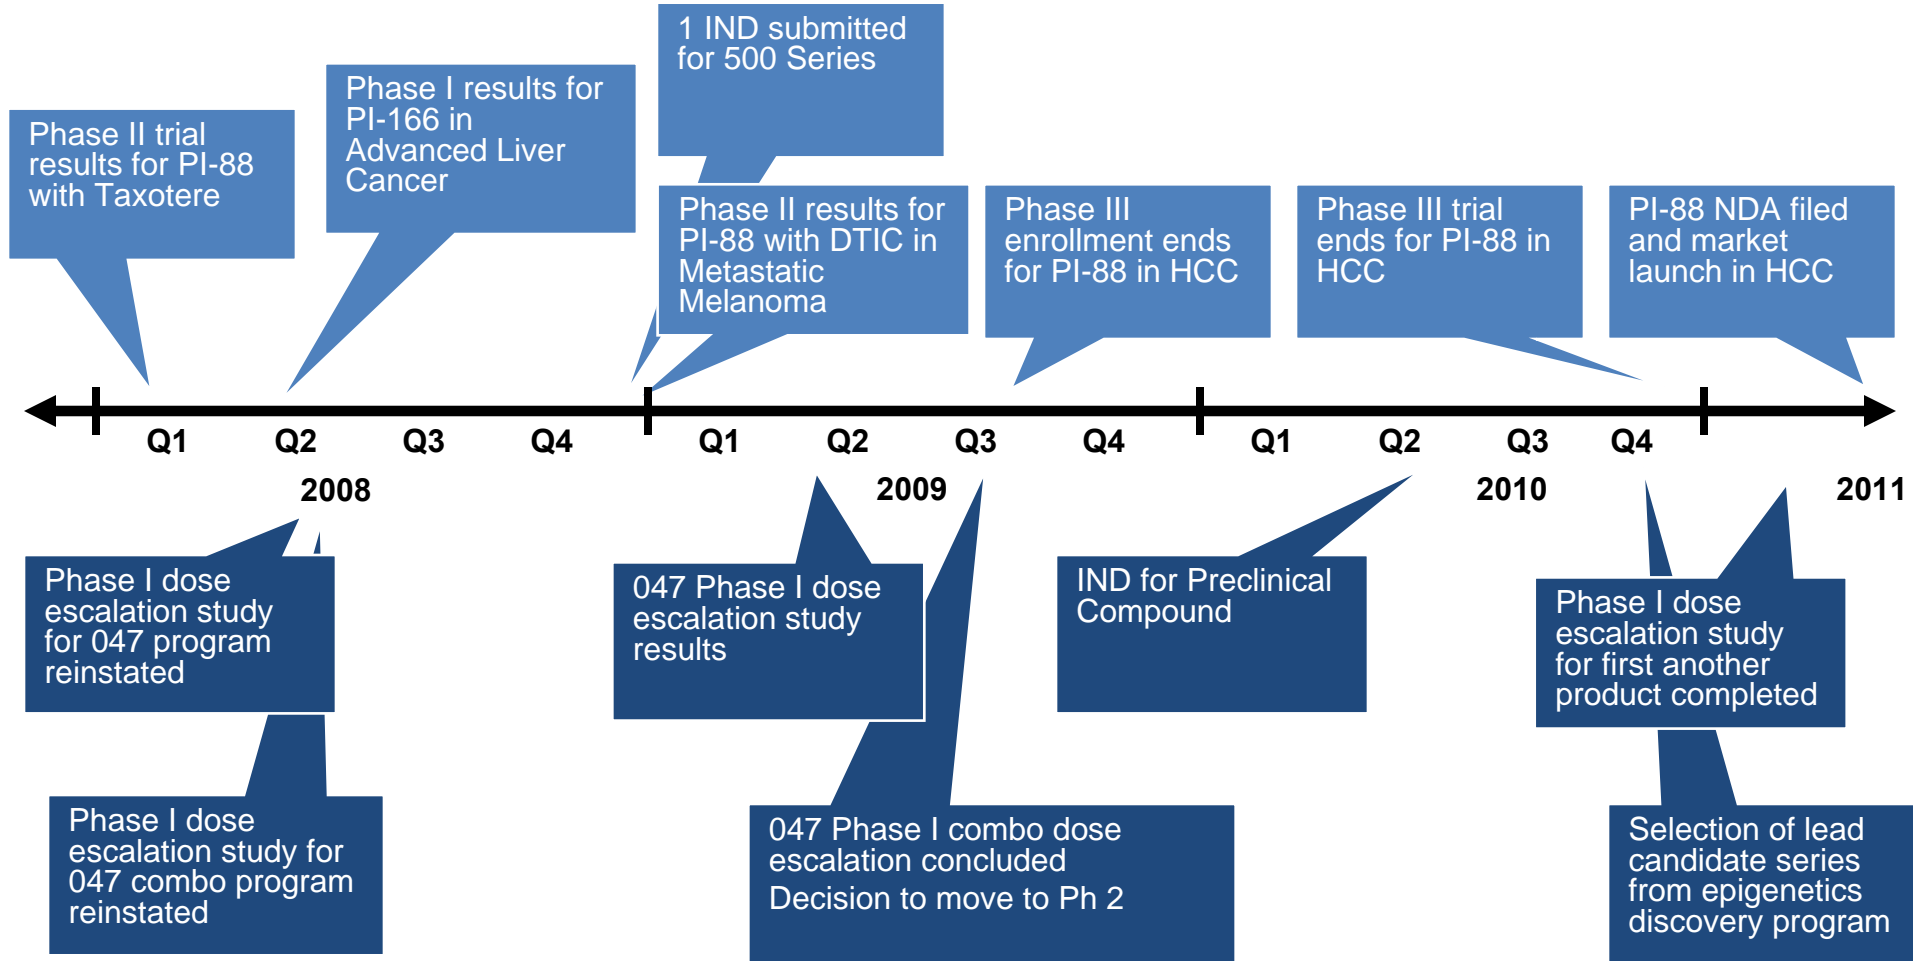 1 IND submitted
for 500 Series
Phase I results for
PI-166 in
Advanced Liver
Cancer
Phase II trial
results for PI-88
with Taxotere
Phase II results for
PI-88 with DTIC in
Metastatic
Melanoma
Phase III
enrollment ends
for PI-88 in HCC
Phase III trial
ends for PI-88 in
HCC
PI-88 NDA filed
and market
launch in HCC
Q1 Q2 Q3 Q4 Q1 Q2 Q3 Q4 Q1 Q2 Q3 Q4
2008 2009 2010 2011
Phase I dose
escalation study
for 047 program
reinstated
047 Phase I dose
escalation study
results
IND for Preclinical
Compound
Phase I dose
escalation study
for first another
product completed
Phase I dose
escalation study for
047 combo program
reinstated
047 Phase I combo dose
escalation concluded
Decision to move to Ph 2
Selection of lead
candidate series
from epigenetics
discovery program